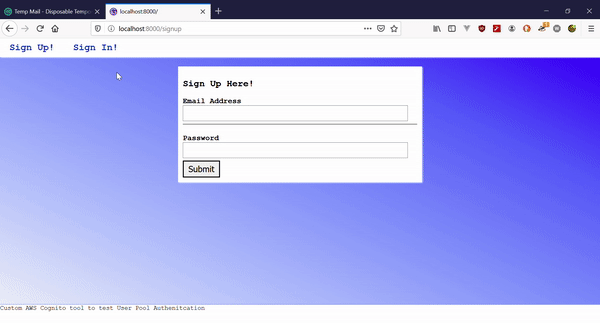 Temp Mail - Disposable Tempo
localhost:8000/
localhost:8000/signup
Sign Up! Sign In!
Sign Up Here!
Email Address
Password
Submit
Custom AWS Cognito tool to test User Pool Authenitcation